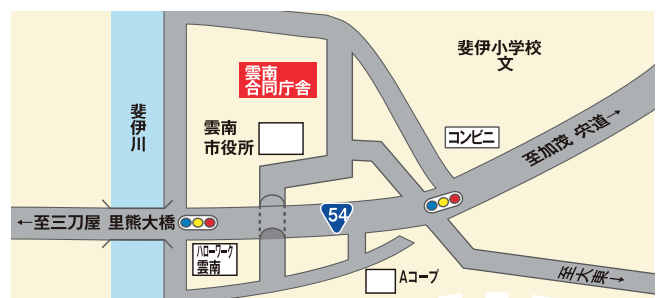 斐伊小学校
文
雲南
合同庁舎
斐伊川
雲南
市役所
コンビニ
至加茂 宍道→
←至三刀屋 里熊大橋
54
ハローワーク
雲南
Aコープ
至大東→